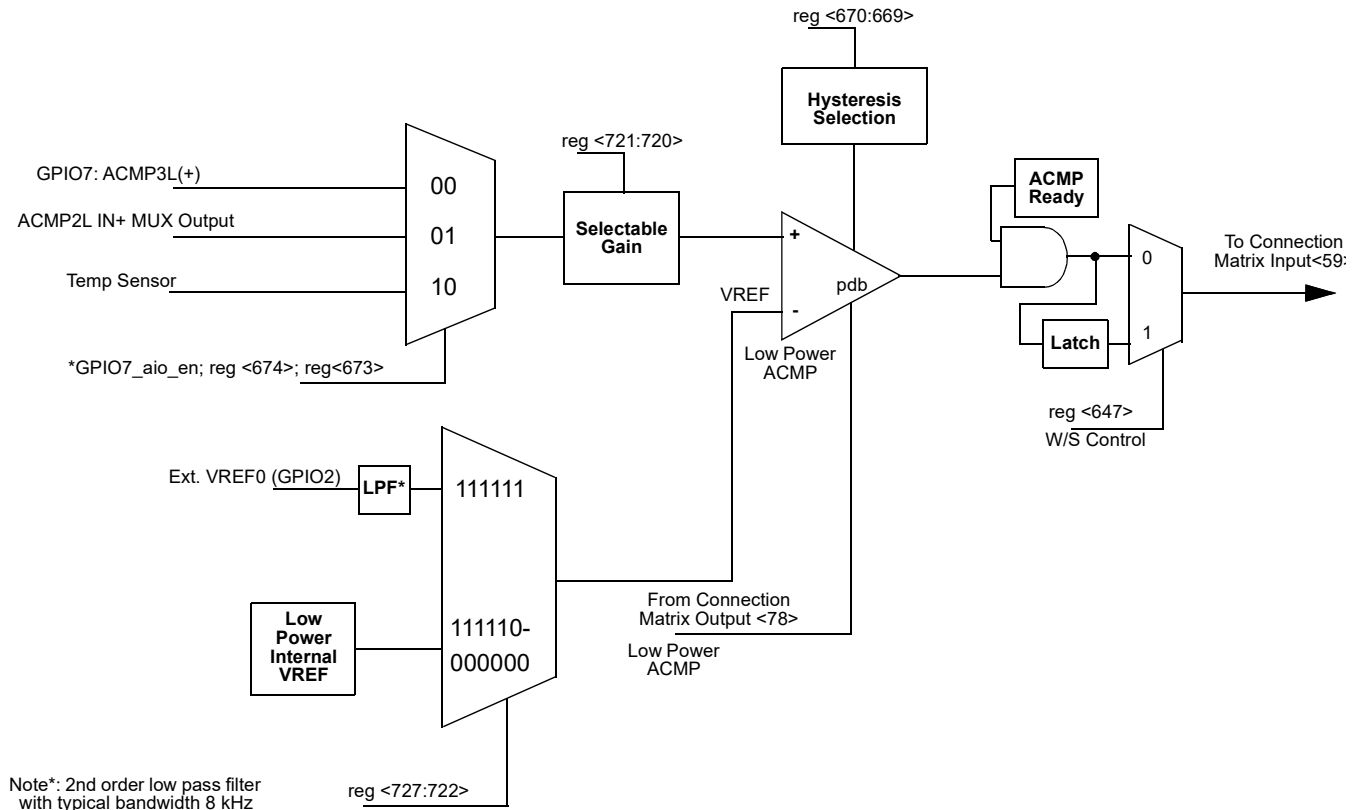 reg <670:669>
Hysteresis
Selection
reg <721:720>
GPIO7: ACMP3L(+)
00
ACMP2L IN+ MUX Output
01
Temp Sensor
10
Selectable
Gain
ACMP
Ready
+
VREF
-
pdb
Low Power
ACMP
0
1
Latch
To Connection
Matrix Input<59>
*GPIO7_aio_en; reg <674>; reg<673>
reg <647>
W/S Control
Ext. VREF0 (GPIO2)
LPF*
111111
Low
Power
Internal
VREF
111110-
000000
From Connection
Matrix Output <78>
Low Power
ACMP
Note*: 2nd order low pass filter
with typical bandwidth 8 kHz
reg <727:722>